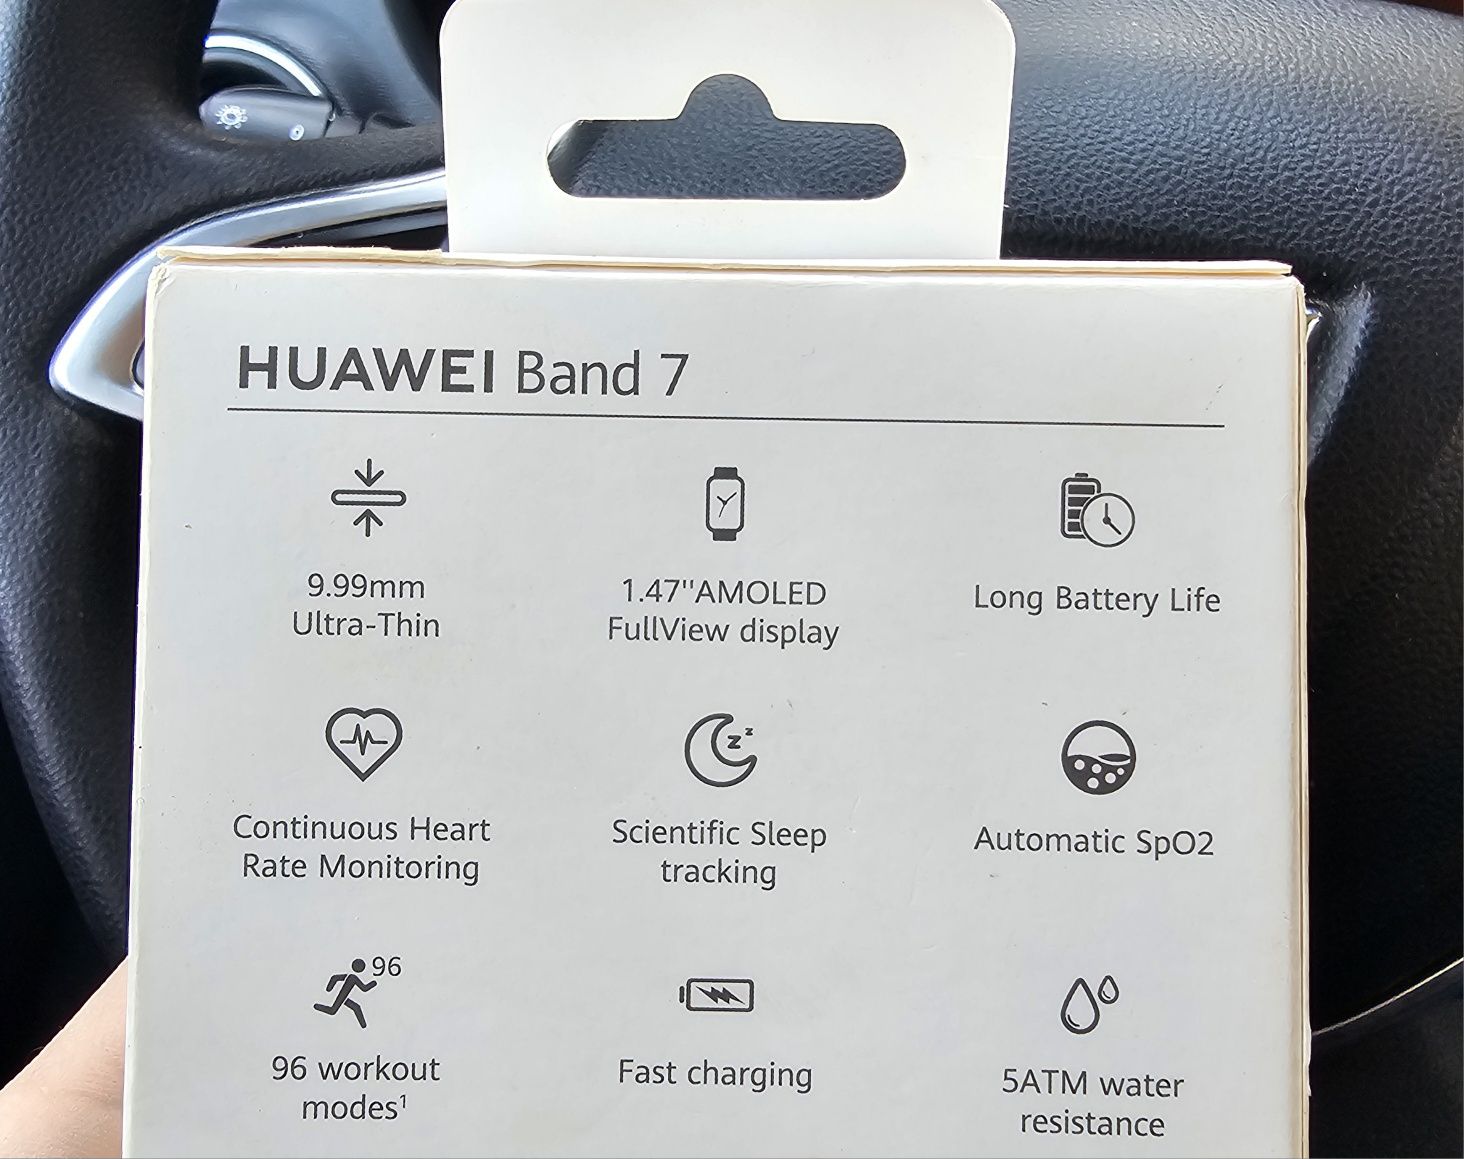 HUAWEI Band 7
9.99mm
Ultra-Thin
1.47''AMOLED
FullView display
Long Battery Life
Continuous Heart
Rate Monitoring
zz
Scientific Sleep
tracking
Automatic SpO2
96
96 workout
modes¹
Fast charging
5ATM water
resistance